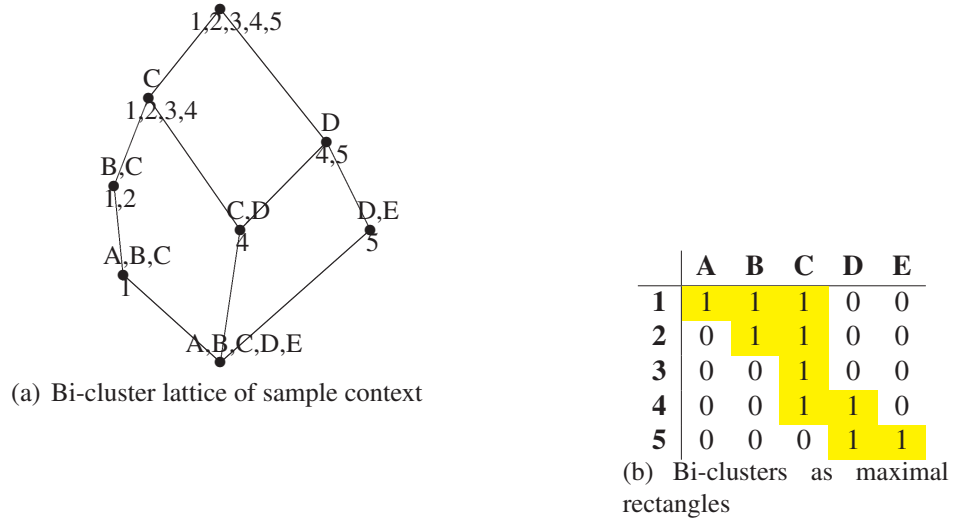 1,2,3,4,5
C
1,2,3,4
D
4,5
B,C
1,2
C,D
4
D,E
5
A,B,C
1
A,B,C,D,E
(a) Bi-cluster lattice of sample context
A B C D E
1 1 1 1 0 0
2 0 1 1 0 0
3 0 0 1 0 0
4 0 0 1 1 0
5 0 0 0 1 1
(b) Bi-clusters as maximal
rectangles